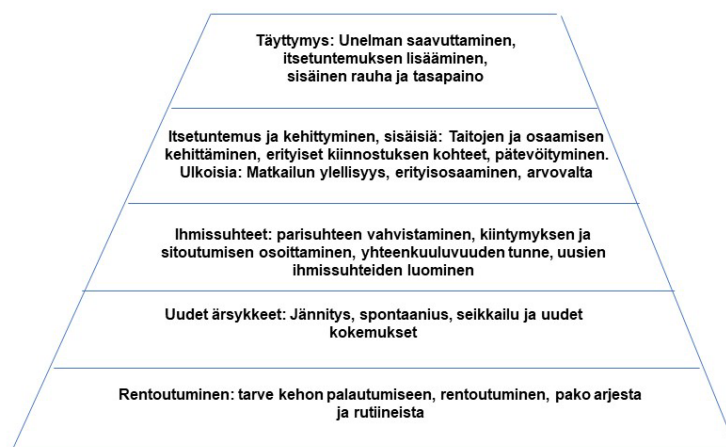 Täyttymys: Unelman saavuttaminen,
itsetuntemuksen lisääminen,
sisäinen rauha ja tasapaino
Itsetuntemus ja kehittyminen, sisäisiä: Taitojen ja osaamisen
kehittäminen, erityiset kiinnostuksen kohteet, pätevöityminen.
Ulkoisia: Matkailun ylellisyys, erityisosaaminen, arvovalta
Ihmissuhteet: parisuhteen vahvistaminen, kiintymyksen ja
sitoutumisen osoittaminen, yhteenkuuluvuuden tunne, uusien
ihmissuhteiden luominen
Uudet ärsykkeet: Jännitys, spontaanius, seikkailu ja uudet
kokemukset
Rentoutuminen: tarve kehon palautumiseen, rentoutuminen, pako arjesta
ja rutiineista